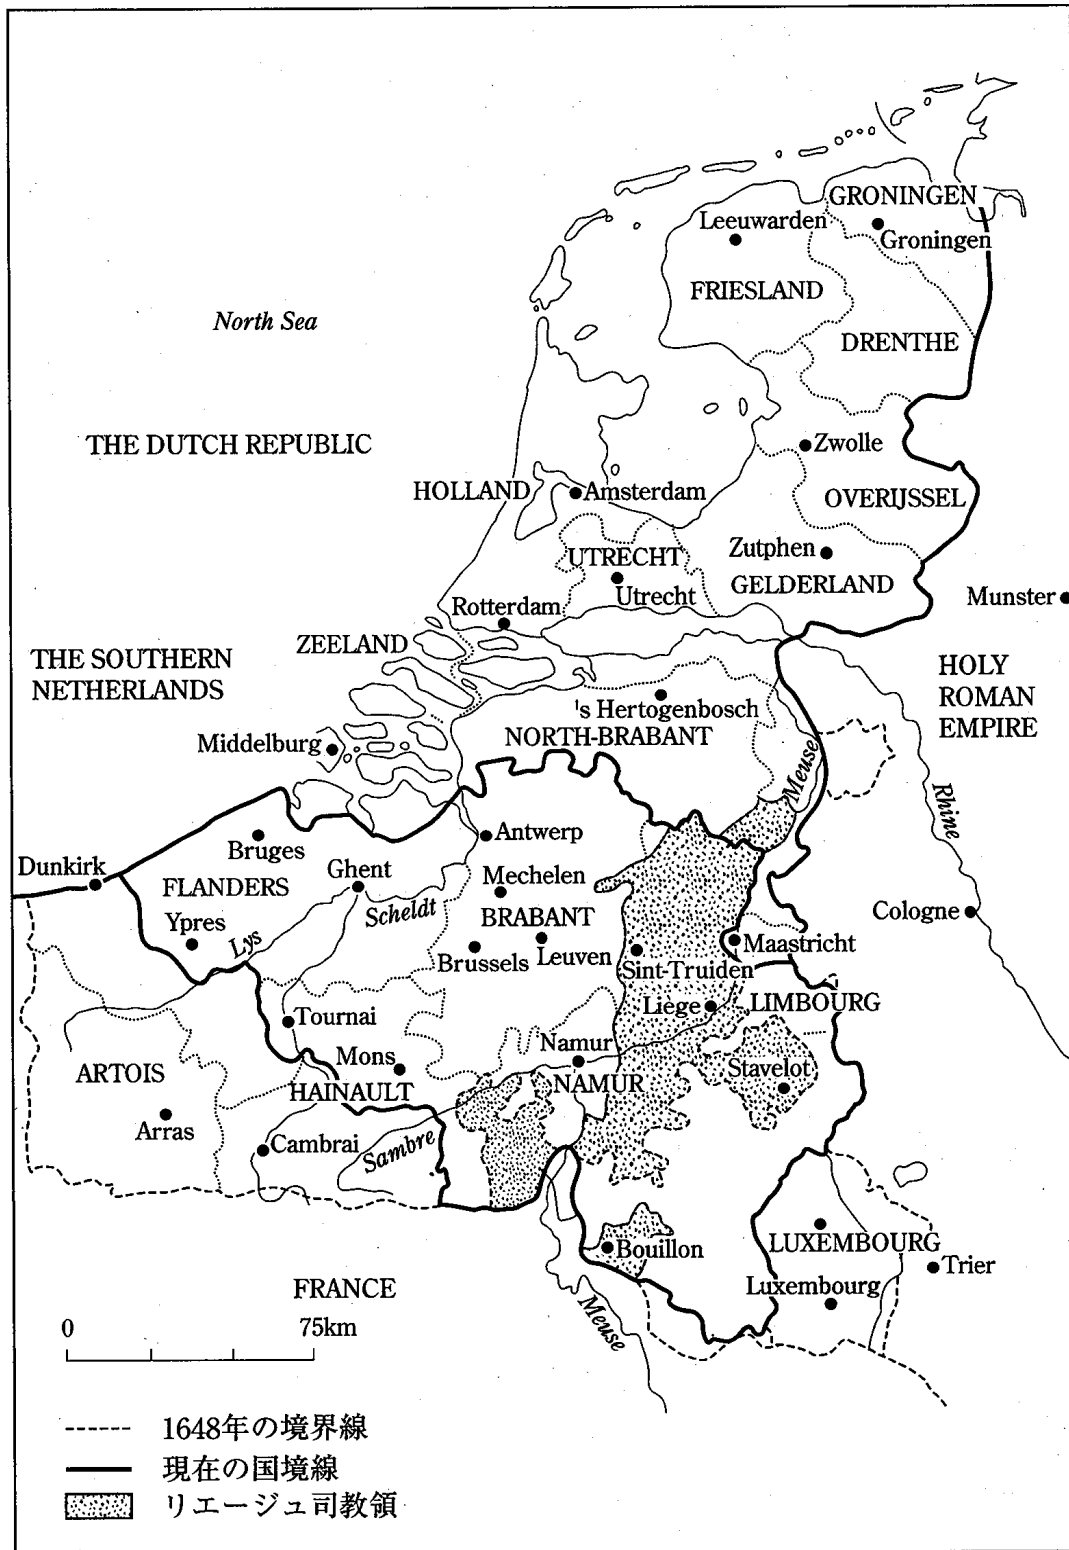 GRONINGEN
Leeuwarden
Groningen
FRIESLAND
North Sea
DRENTHE
THE DUTCH REPUBLIC
Zwolle
HOLLAND
Amsterdam
OVERIJSSEL
UTRECHT
Zutphen
GELDERLAND
Utrecht
Munster
Rotterdam
ZEELAND
THE SOUTHERN
NETHERLANDS
HOLY
ROMAN
EMPIRE
's Hertogenbosch
NORTH-BRABANT
Middelburg
Meuse
Rhine
Antwerp
Bruges
Dunkirk
Ghent
FLANDERS
Mechelen
Scheldt
BRABANT
Ypres
Lys
Cologne
Maastricht
Brussels
Leuven
Sint-Truiden
Liege
LIMBOURG
Tournai
Namur
Mons
Stavelot
ARTOIS
HAINAULT
NAMUR
Arras
Cambrai
Sambre
Bouillon
LUXEMBOURG
Trier
Luxembourg
FRANCE
Meuse
0
75km
1648年の境界線
現在の国境線
リエージュ司教領